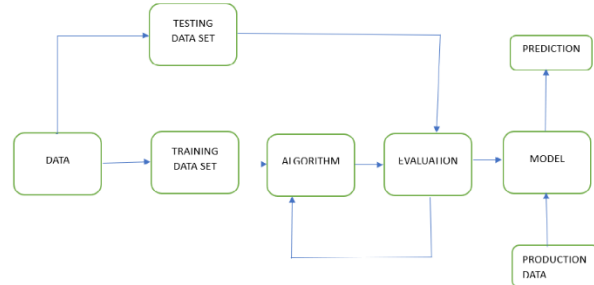 TESTING
DATA SET
PREDICTION
DATA
TRAINING
DATA SET
ALGORITHM
EVALUATION
MODEL
PRODUCTION
DATA